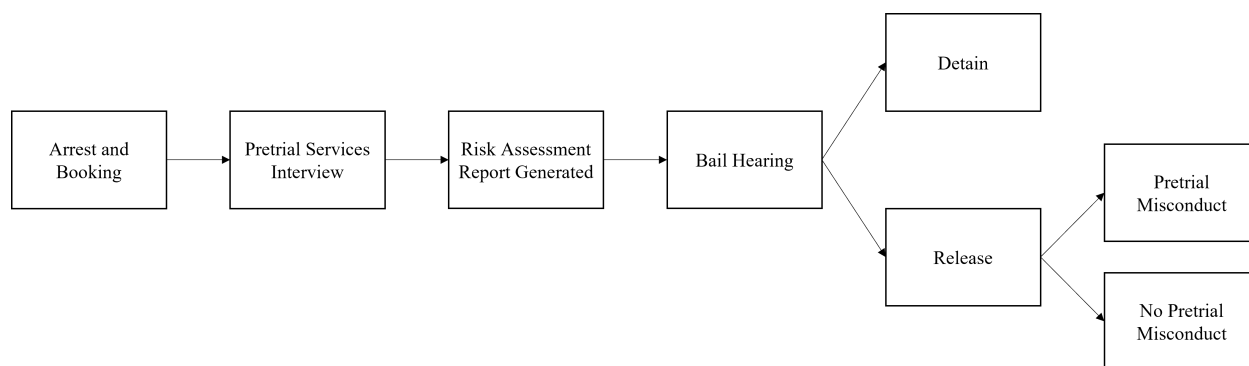 Arrest and
Booking
Pretrial Services
Interview
Risk Assessment
Report Generated
Bail Hearing
Detain
Release
Pretrial
Misconduct
No Pretrial
Misconduct